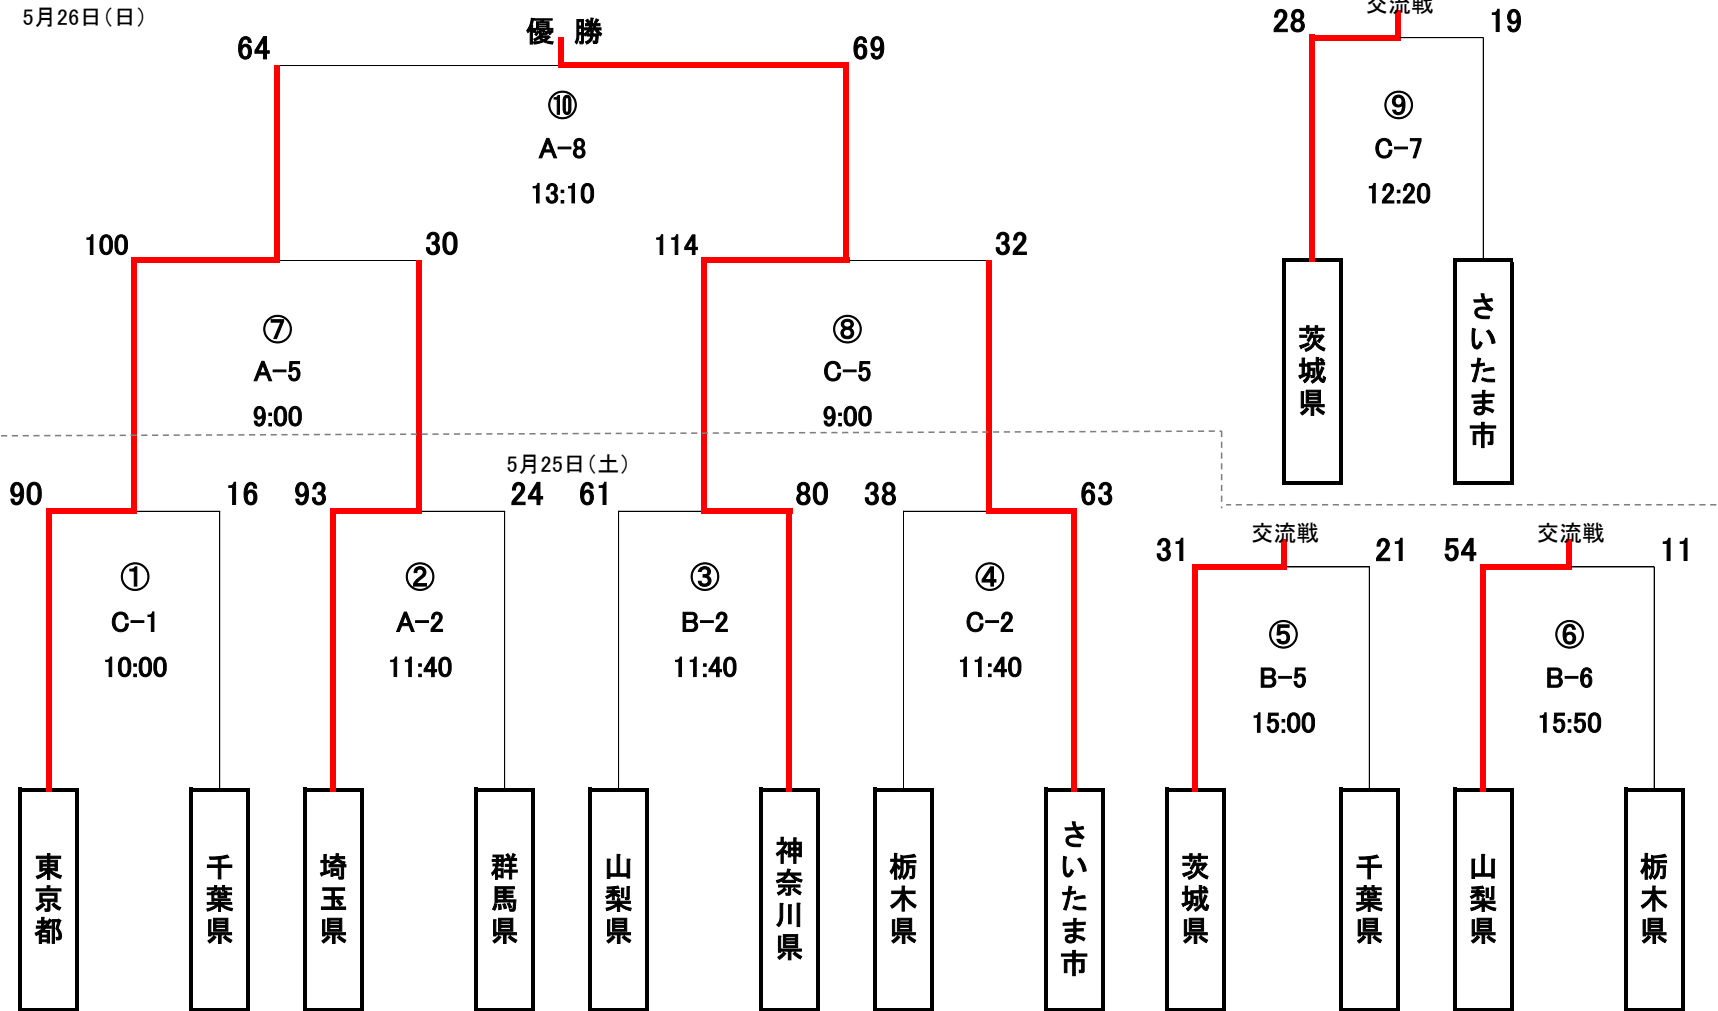 5月26日（日）
優 勝
64
69
⑩
A-8
13:10
交流戦
28
19
⑨
C-7
12:20
茨城県
さいたま市
100
30
⑦
A-5
9:00
114
32
⑧
C-5
9:00
5月25日（土）
90
16
①
C-1
10:00
93
24
②
A-2
11:40
61
80
③
B-2
11:40
38
63
④
C-2
11:40
交流戦
31
21
⑤
B-5
15:00
交流戦
54
11
⑥
B-6
15:50
東京都
千葉県
埼玉県
群馬県
山梨県
神奈川県
栃木県
さいたま市
茨城県
千葉県
山梨県
栃木県